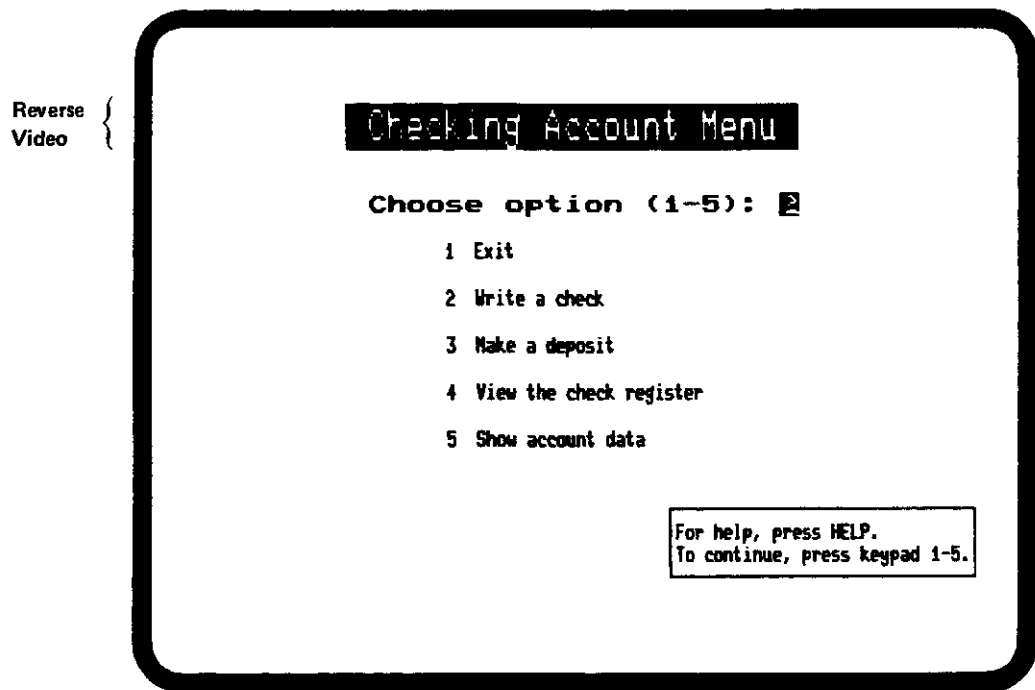 Reverse
Video
Checking Account Menu
Choose option (1-5): 2
1 Exit
2 Write a check
3 Make a deposit
4 View the check register
5 Show account data
For help, press HELP.
To continue, press keypad 1-5.